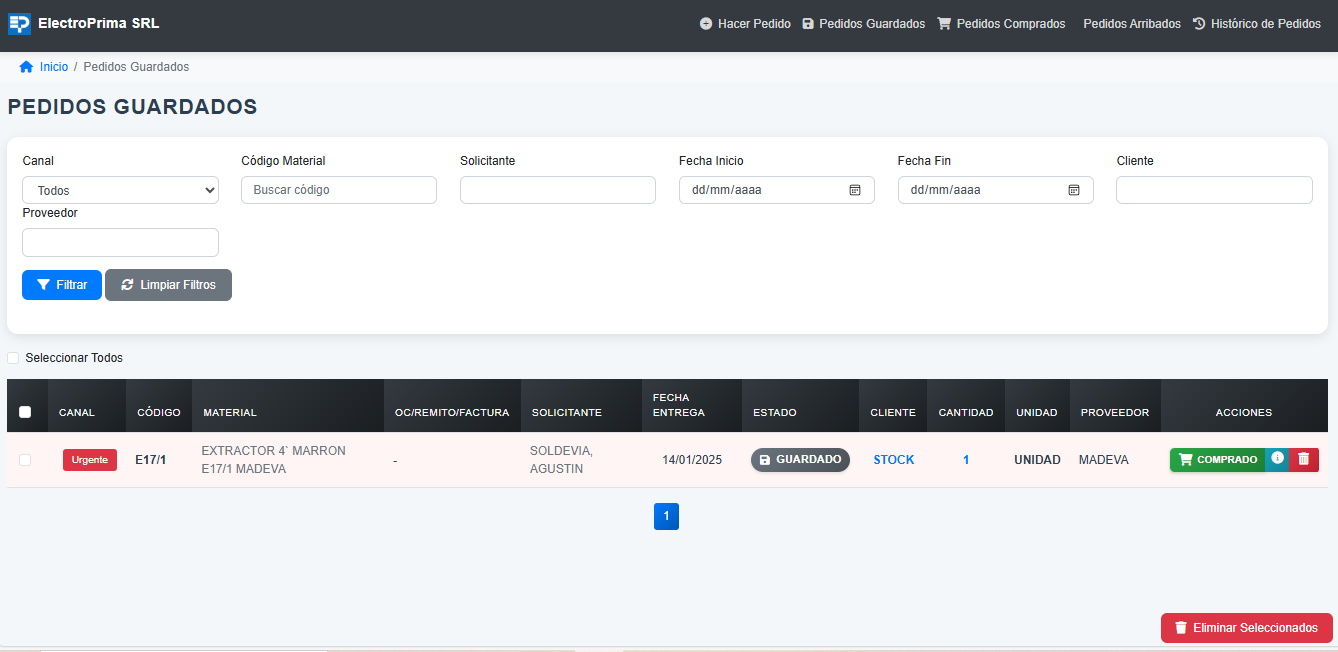 ElectroPrima SRL
Hacer Pedido
Pedidos Guardados
Pedidos Comprados
Pedidos Arribados
Histórico de Pedidos
Inicio / Pedidos Guardados
PEDIDOS GUARDADOS
Canal
Código Material
Solicitante
Fecha Inicio
Fecha Fin
Cliente
Todos
Buscar código
dd/mm/aaaa
dd/mm/aaaa
Proveedor
Filtrar
Limpiar Filtros
Seleccionar Todos
CANAL
CÓDIGO
MATERIAL
OC/REMITO/FACTURA
SOLICITANTE
FECHA
ENTREGA
ESTADO
CLIENTE
CANTIDAD
UNIDAD
PROVEEDOR
ACCIONES
Urgente
E17/1
EXTRACTOR 4` MARRON
E17/1 MADEVA
-
SOLDEVIA,
AGUSTIN
14/01/2025
GUARDADO
STOCK
1
UNIDAD
MADEVA
COMPRADO
1
Eliminar Seleccionados